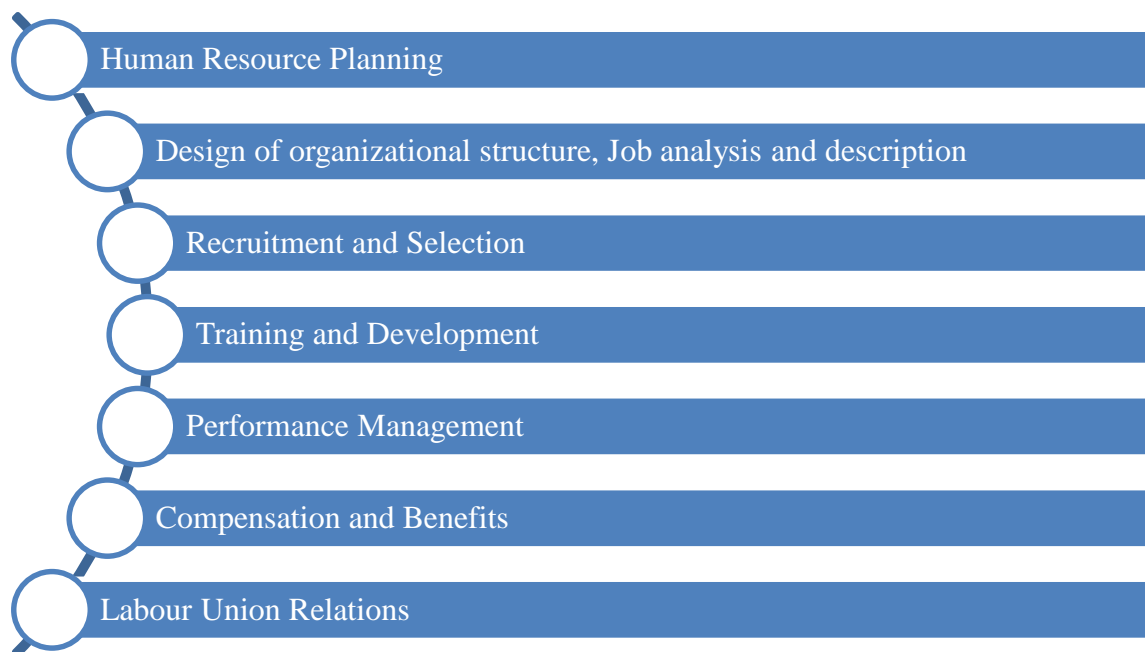 Human Resource Planning
Design of organizational structure, Job analysis and description
Recruitment and Selection
Training and Development
Performance Management
Compensation and Benefits
Labour Union Relations